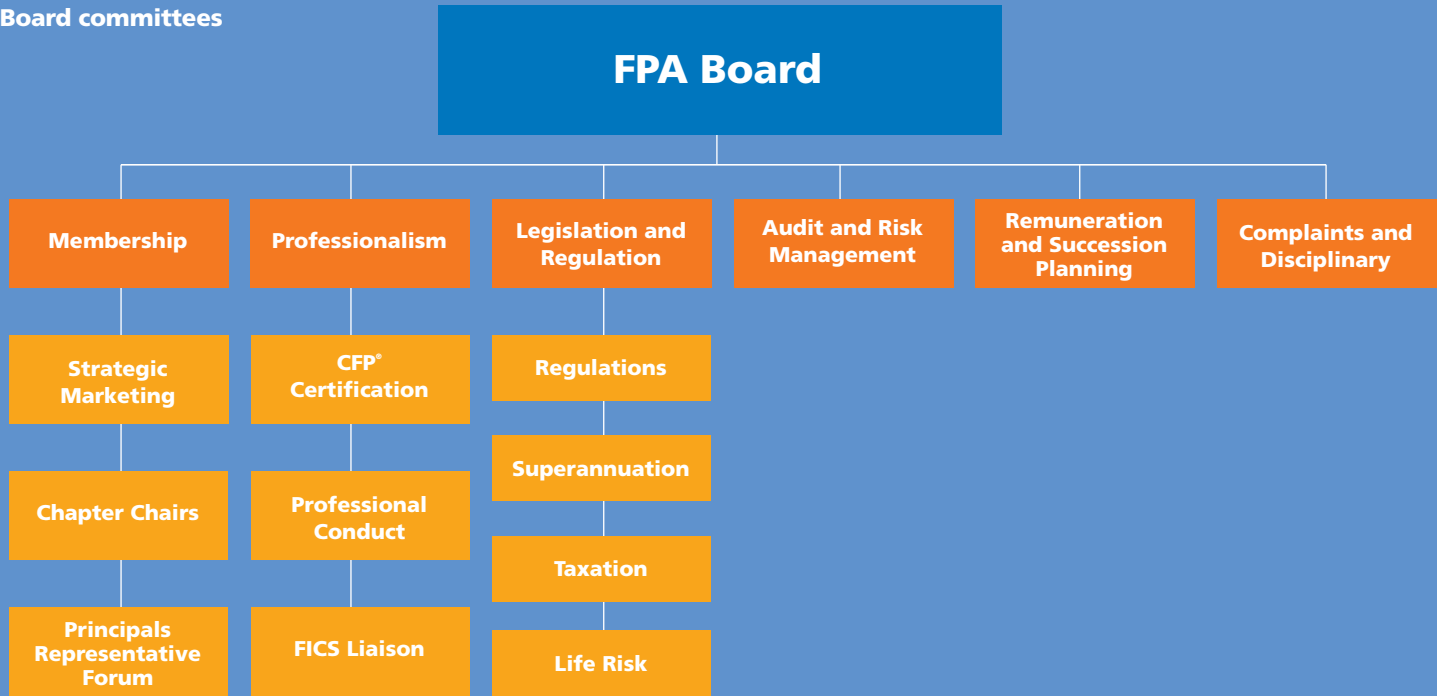 Board committees
FPA Board
Membership
Professionalism
Legislation and
Regulation
Audit and Risk
Management
Remuneration
and Succession
Planning
Complaints and
Disciplinary
Strategic
Marketing
Chapter Chairs
Principals
Representative
Forum
CFP®
Certification
Professional
Conduct
FICS Liaison
Regulations
Superannuation
Taxation
Life Risk